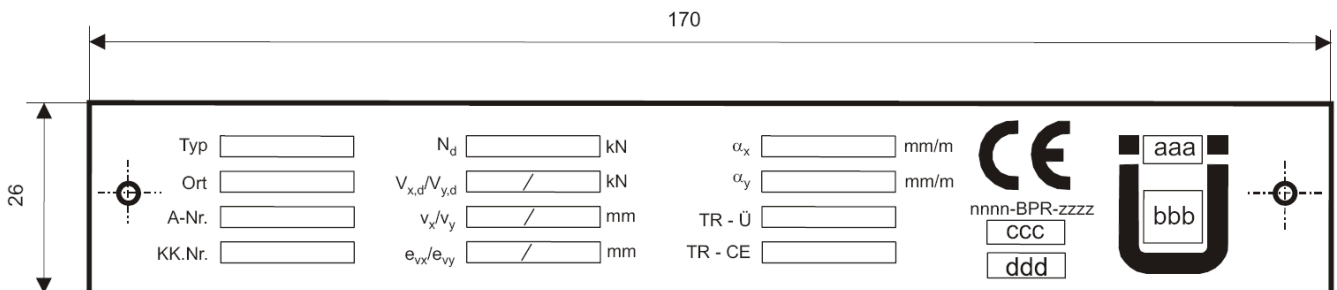 170
26
Typ
Ort
A-Nr.
KK.Nr.
N_d kN
V_x,d/V_y,d / kN
v_x/v_y / mm
e_vx/e_vy / mm
α_x mm/m
α_y mm/m
TR - Ü
TR - CE
CE
nnnn-BPR-zzzz
ccc
ddd
Ü
aaa
bbb